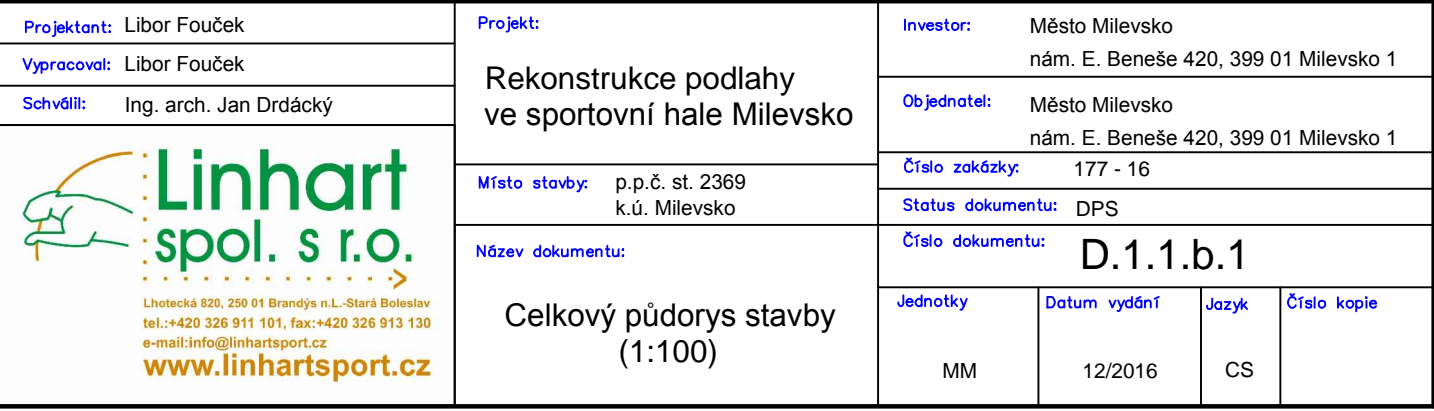 Projektant: Libor Fouček
Vypracoval: Libor Fouček
Schválil: Ing. arch. Jan Drdácký
Linhart
spol. s r.o.
Lhotecká 820, 250 01 Brandýs n.L.-Stará Boleslav
tel.:+420 326 911 101, fax:+420 326 913 130
e-mail:info@linhartsport.cz
www.linhartsport.cz
Projekt:
Rekonstrukce podlahy
ve sportovní hale Milevsko
Místo stavby: p.p.č. st. 2369
k.ú. Milevsko
Název dokumentu:
Celkový půdorys stavby
(1:100)
Investor: Město Milevsko
nám. E. Beneše 420, 399 01 Milevsko 1
Objednatel: Město Milevsko
nám. E. Beneše 420, 399 01 Milevsko 1
Číslo zakázky: 177 - 16
Status dokumentu: DPS
Číslo dokumentu: D.1.1.b.1
Jednotky Datum vydání Jazyk Číslo kopie
MM 12/2016 CS